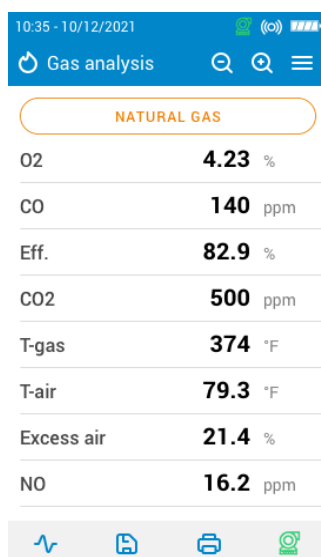 10:35 - 10/12/2021
Gas analysis
NATURAL GAS
O2 4.23 %
CO 140 ppm
Eff. 82.9 %
CO2 500 ppm
T-gas 374 °F
T-air 79.3 °F
Excess air 21.4 %
NO 16.2 ppm